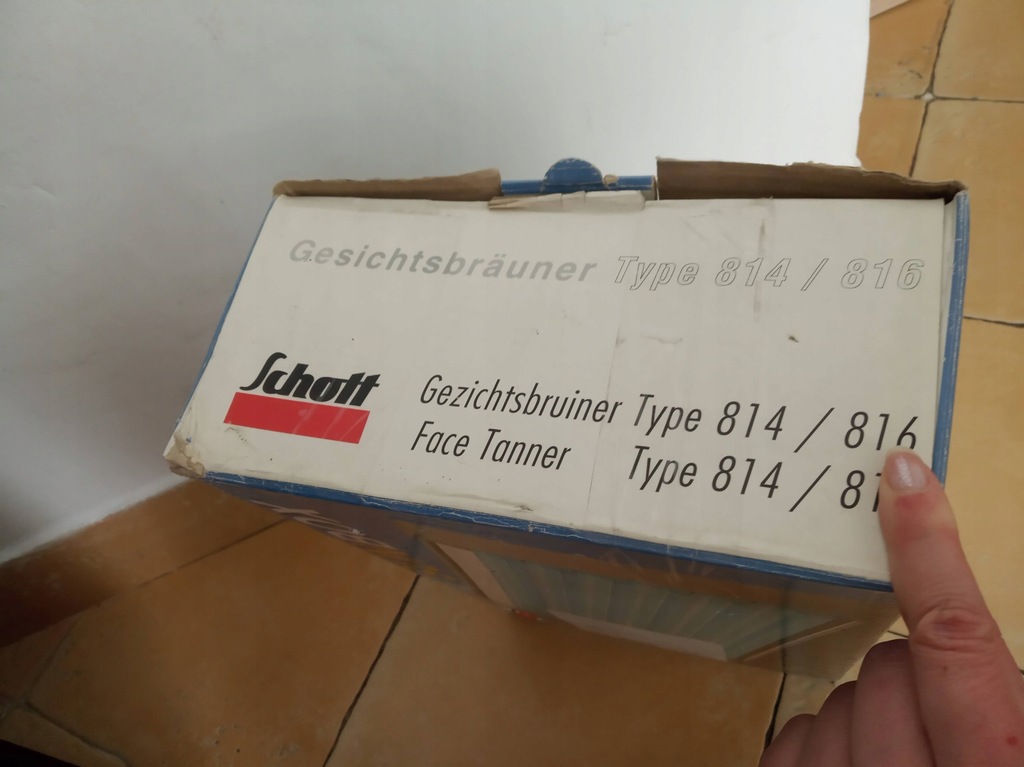 Gesichtsbräuner Type 814 / 816
Schott
Gezichtsbruiner Type 814 / 816
Face Tanner Type 814 /